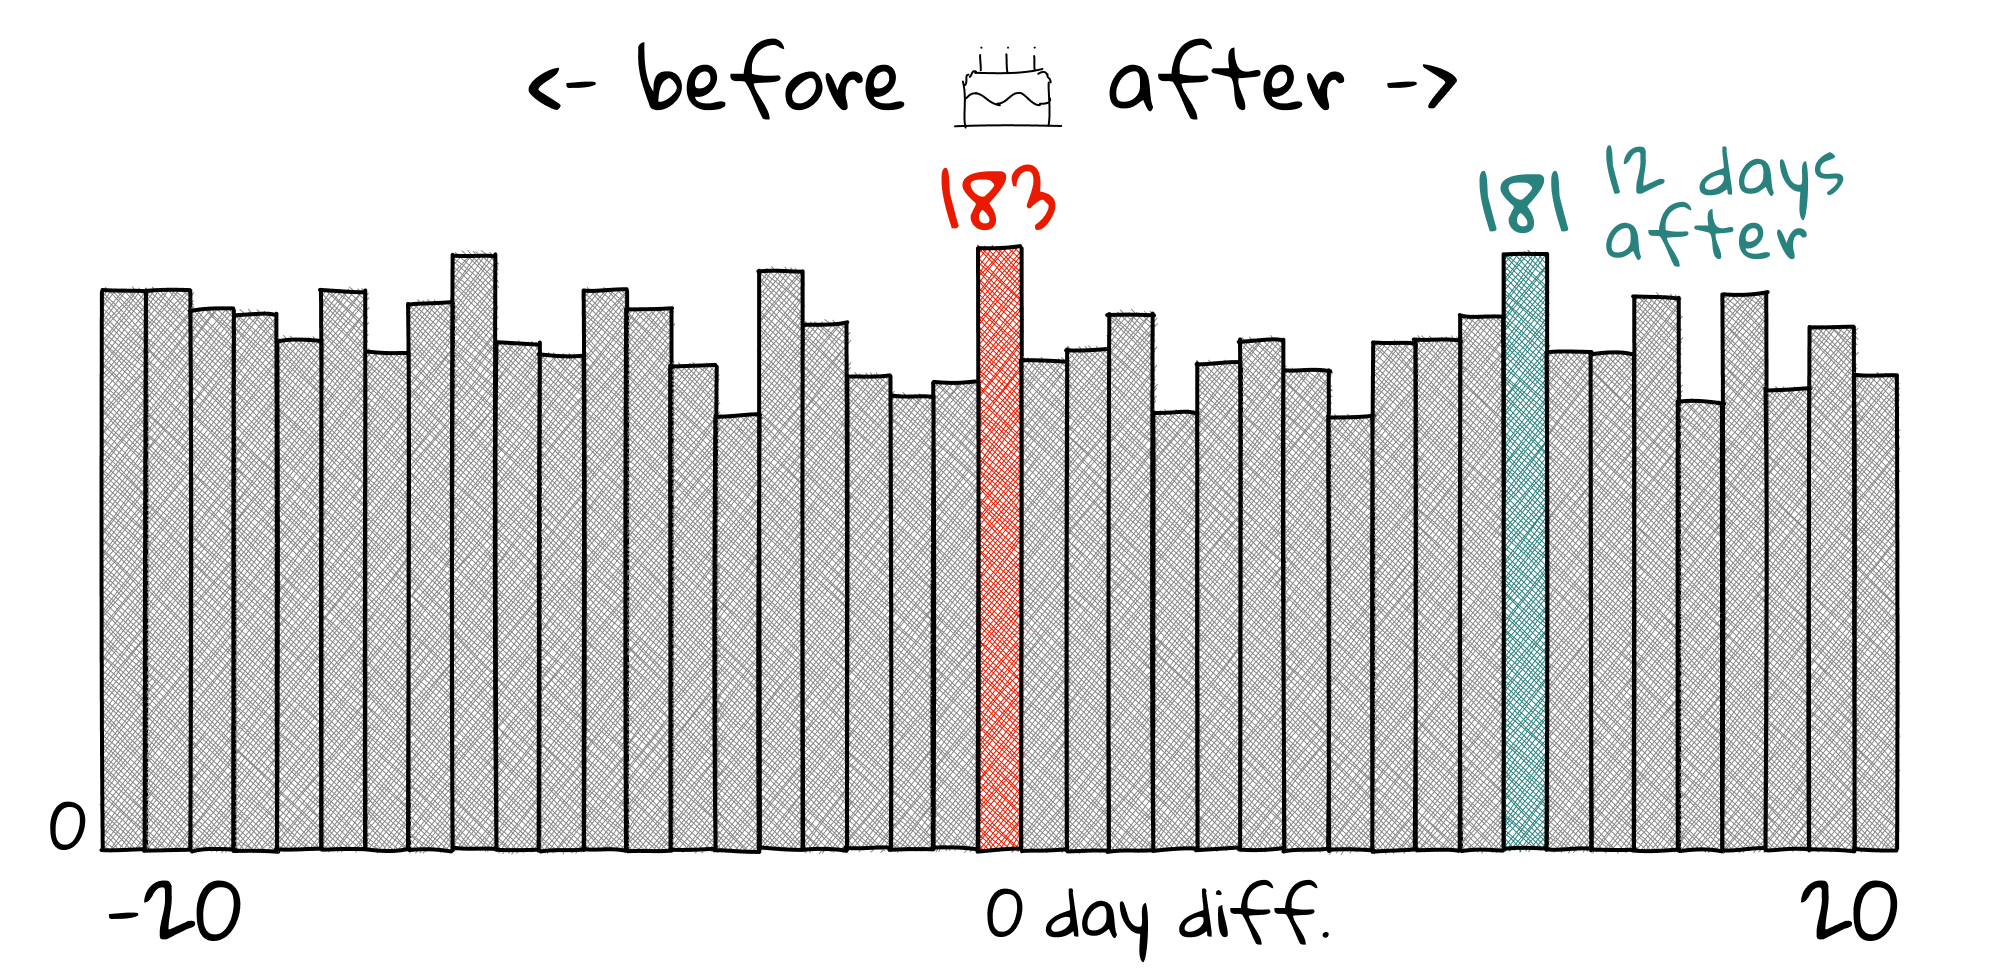 <- before after ->
183
181
12 days
after
0
-20
0 day diff.
20